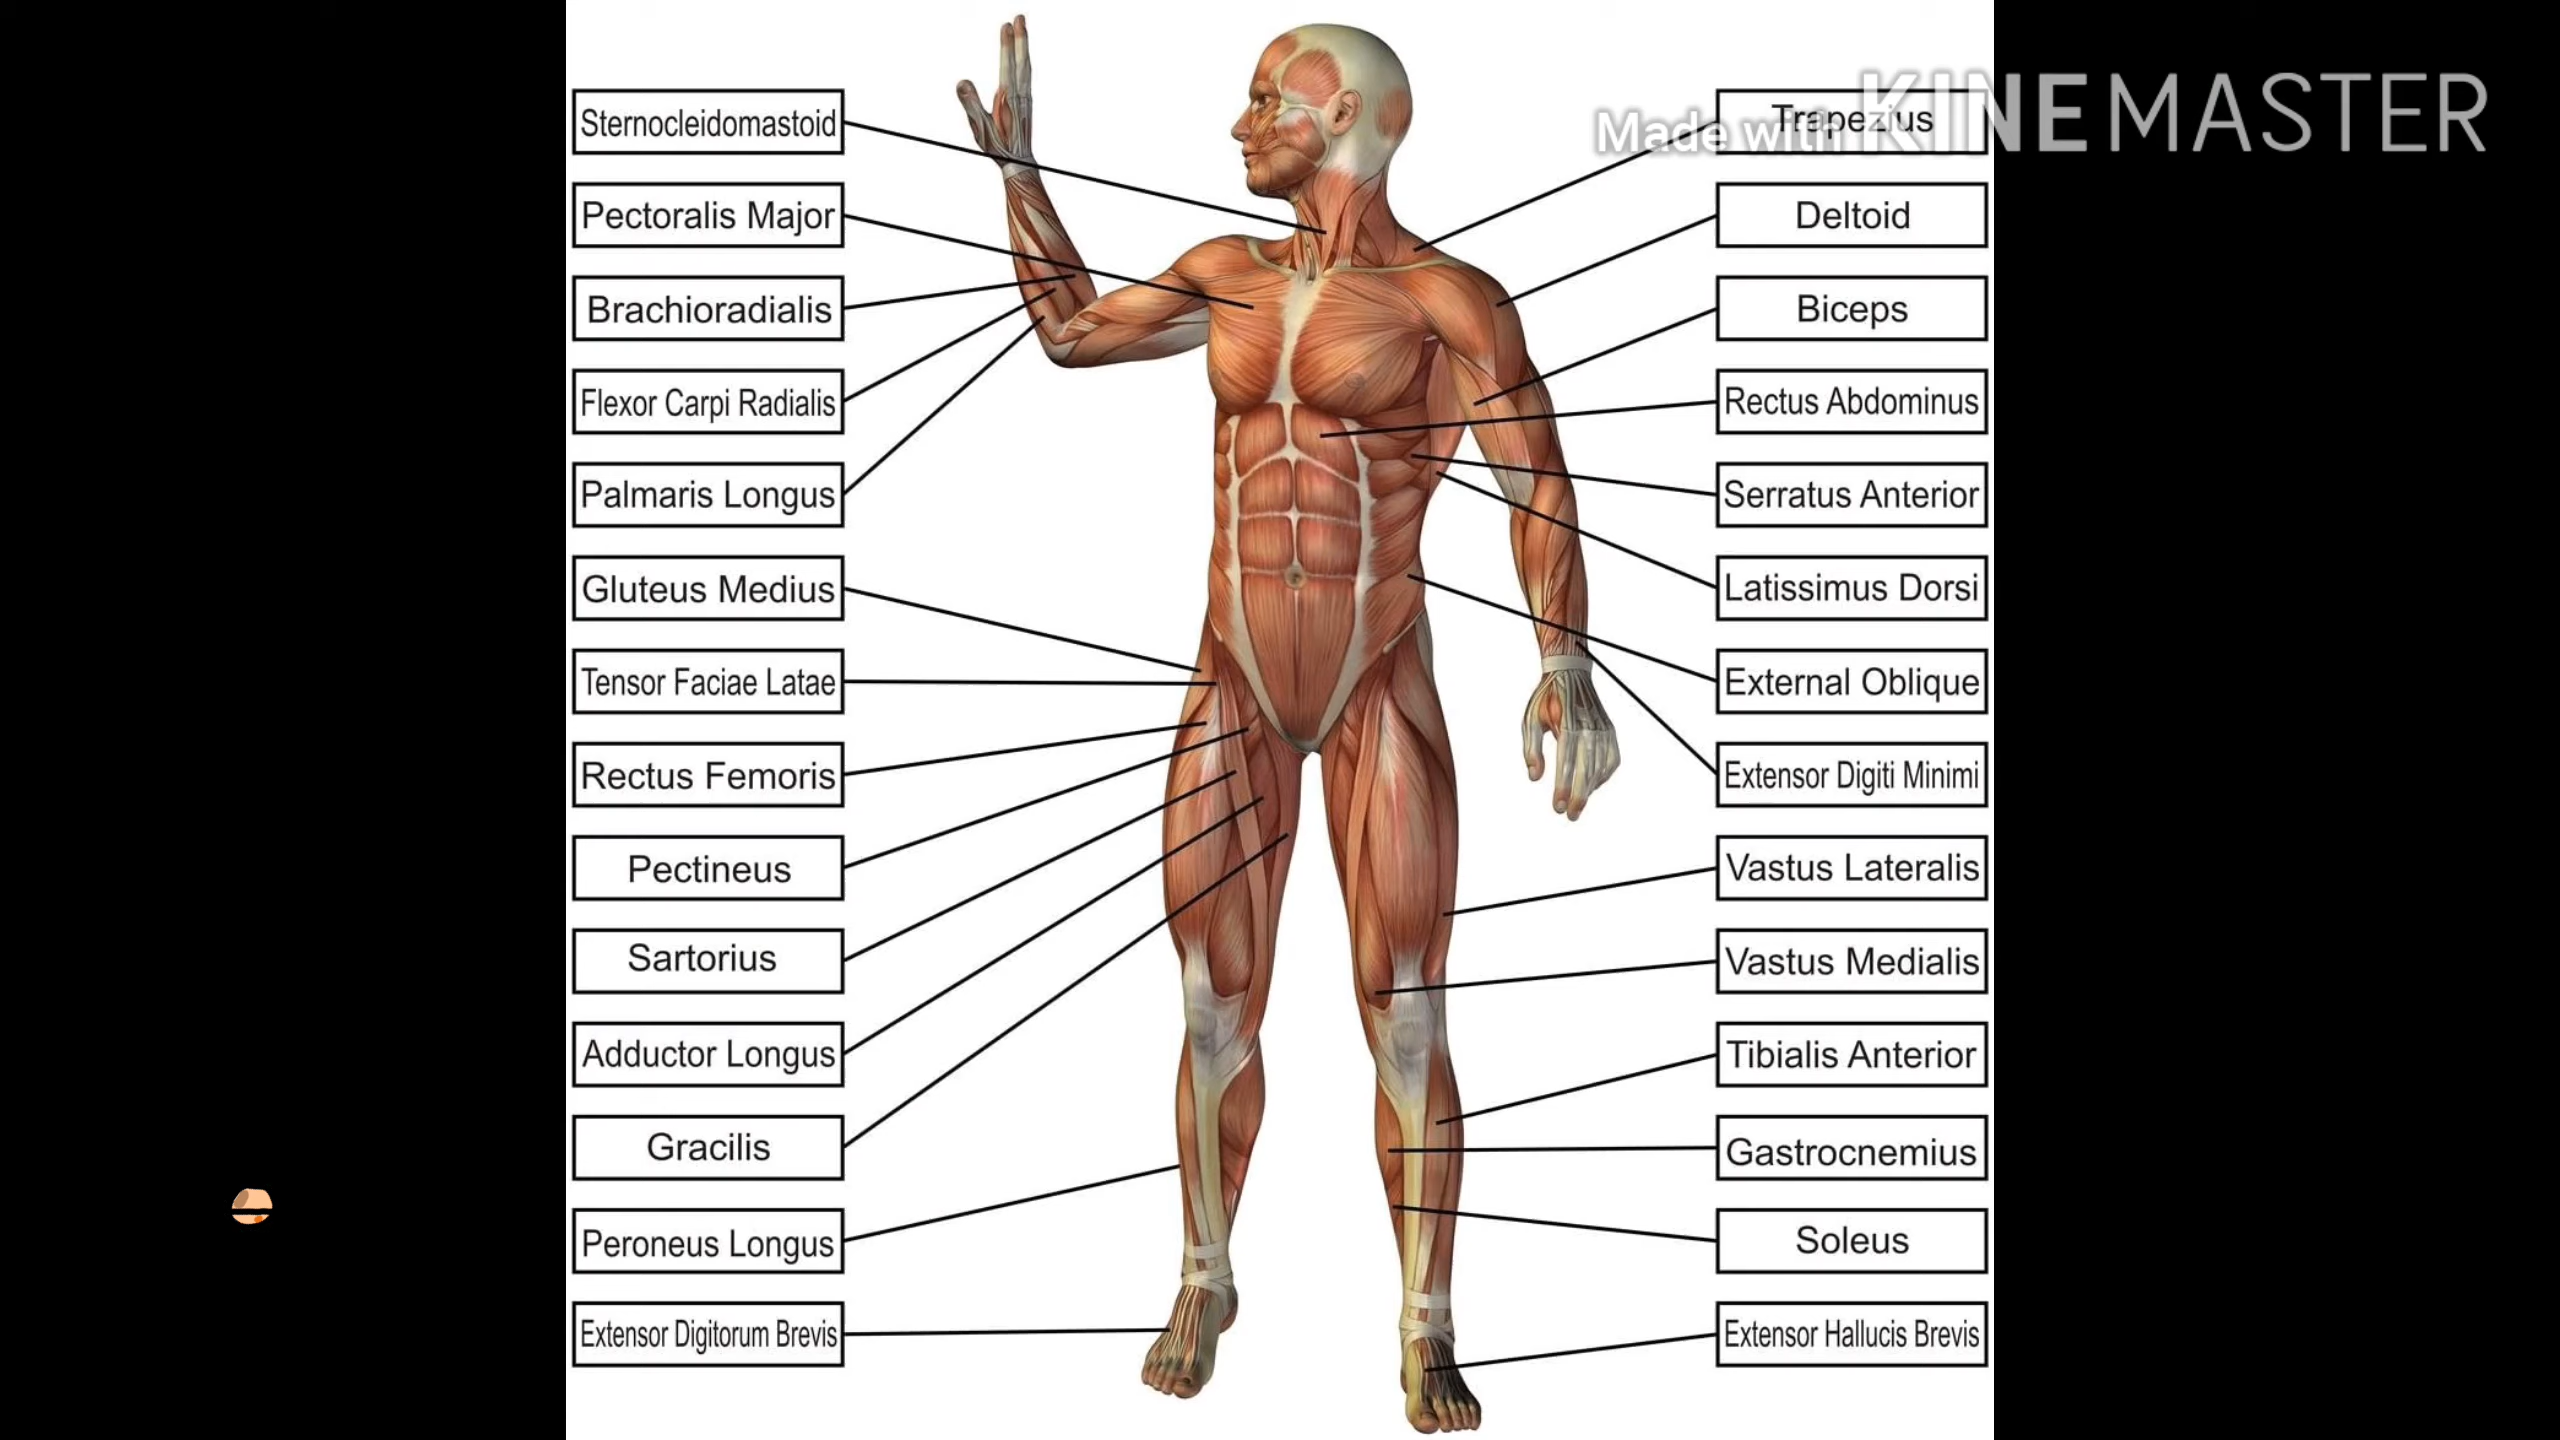 Sternocleidomastoid
Pectoralis Major
Brachioradialis
Flexor Carpi Radialis
Palmaris Longus
Gluteus Medius
Tensor Faciae Latae
Rectus Femoris
Pectineus
Sartorius
Adductor Longus
Gracilis
Peroneus Longus
Extensor Digitorum Brevis
Made with KINEMASTER
Trapezius
Deltoid
Biceps
Rectus Abdominus
Serratus Anterior
Latissimus Dorsi
External Oblique
Extensor Digiti Minimi
Vastus Lateralis
Vastus Medialis
Tibialis Anterior
Gastrocnemius
Soleus
Extensor Hallucis Brevis